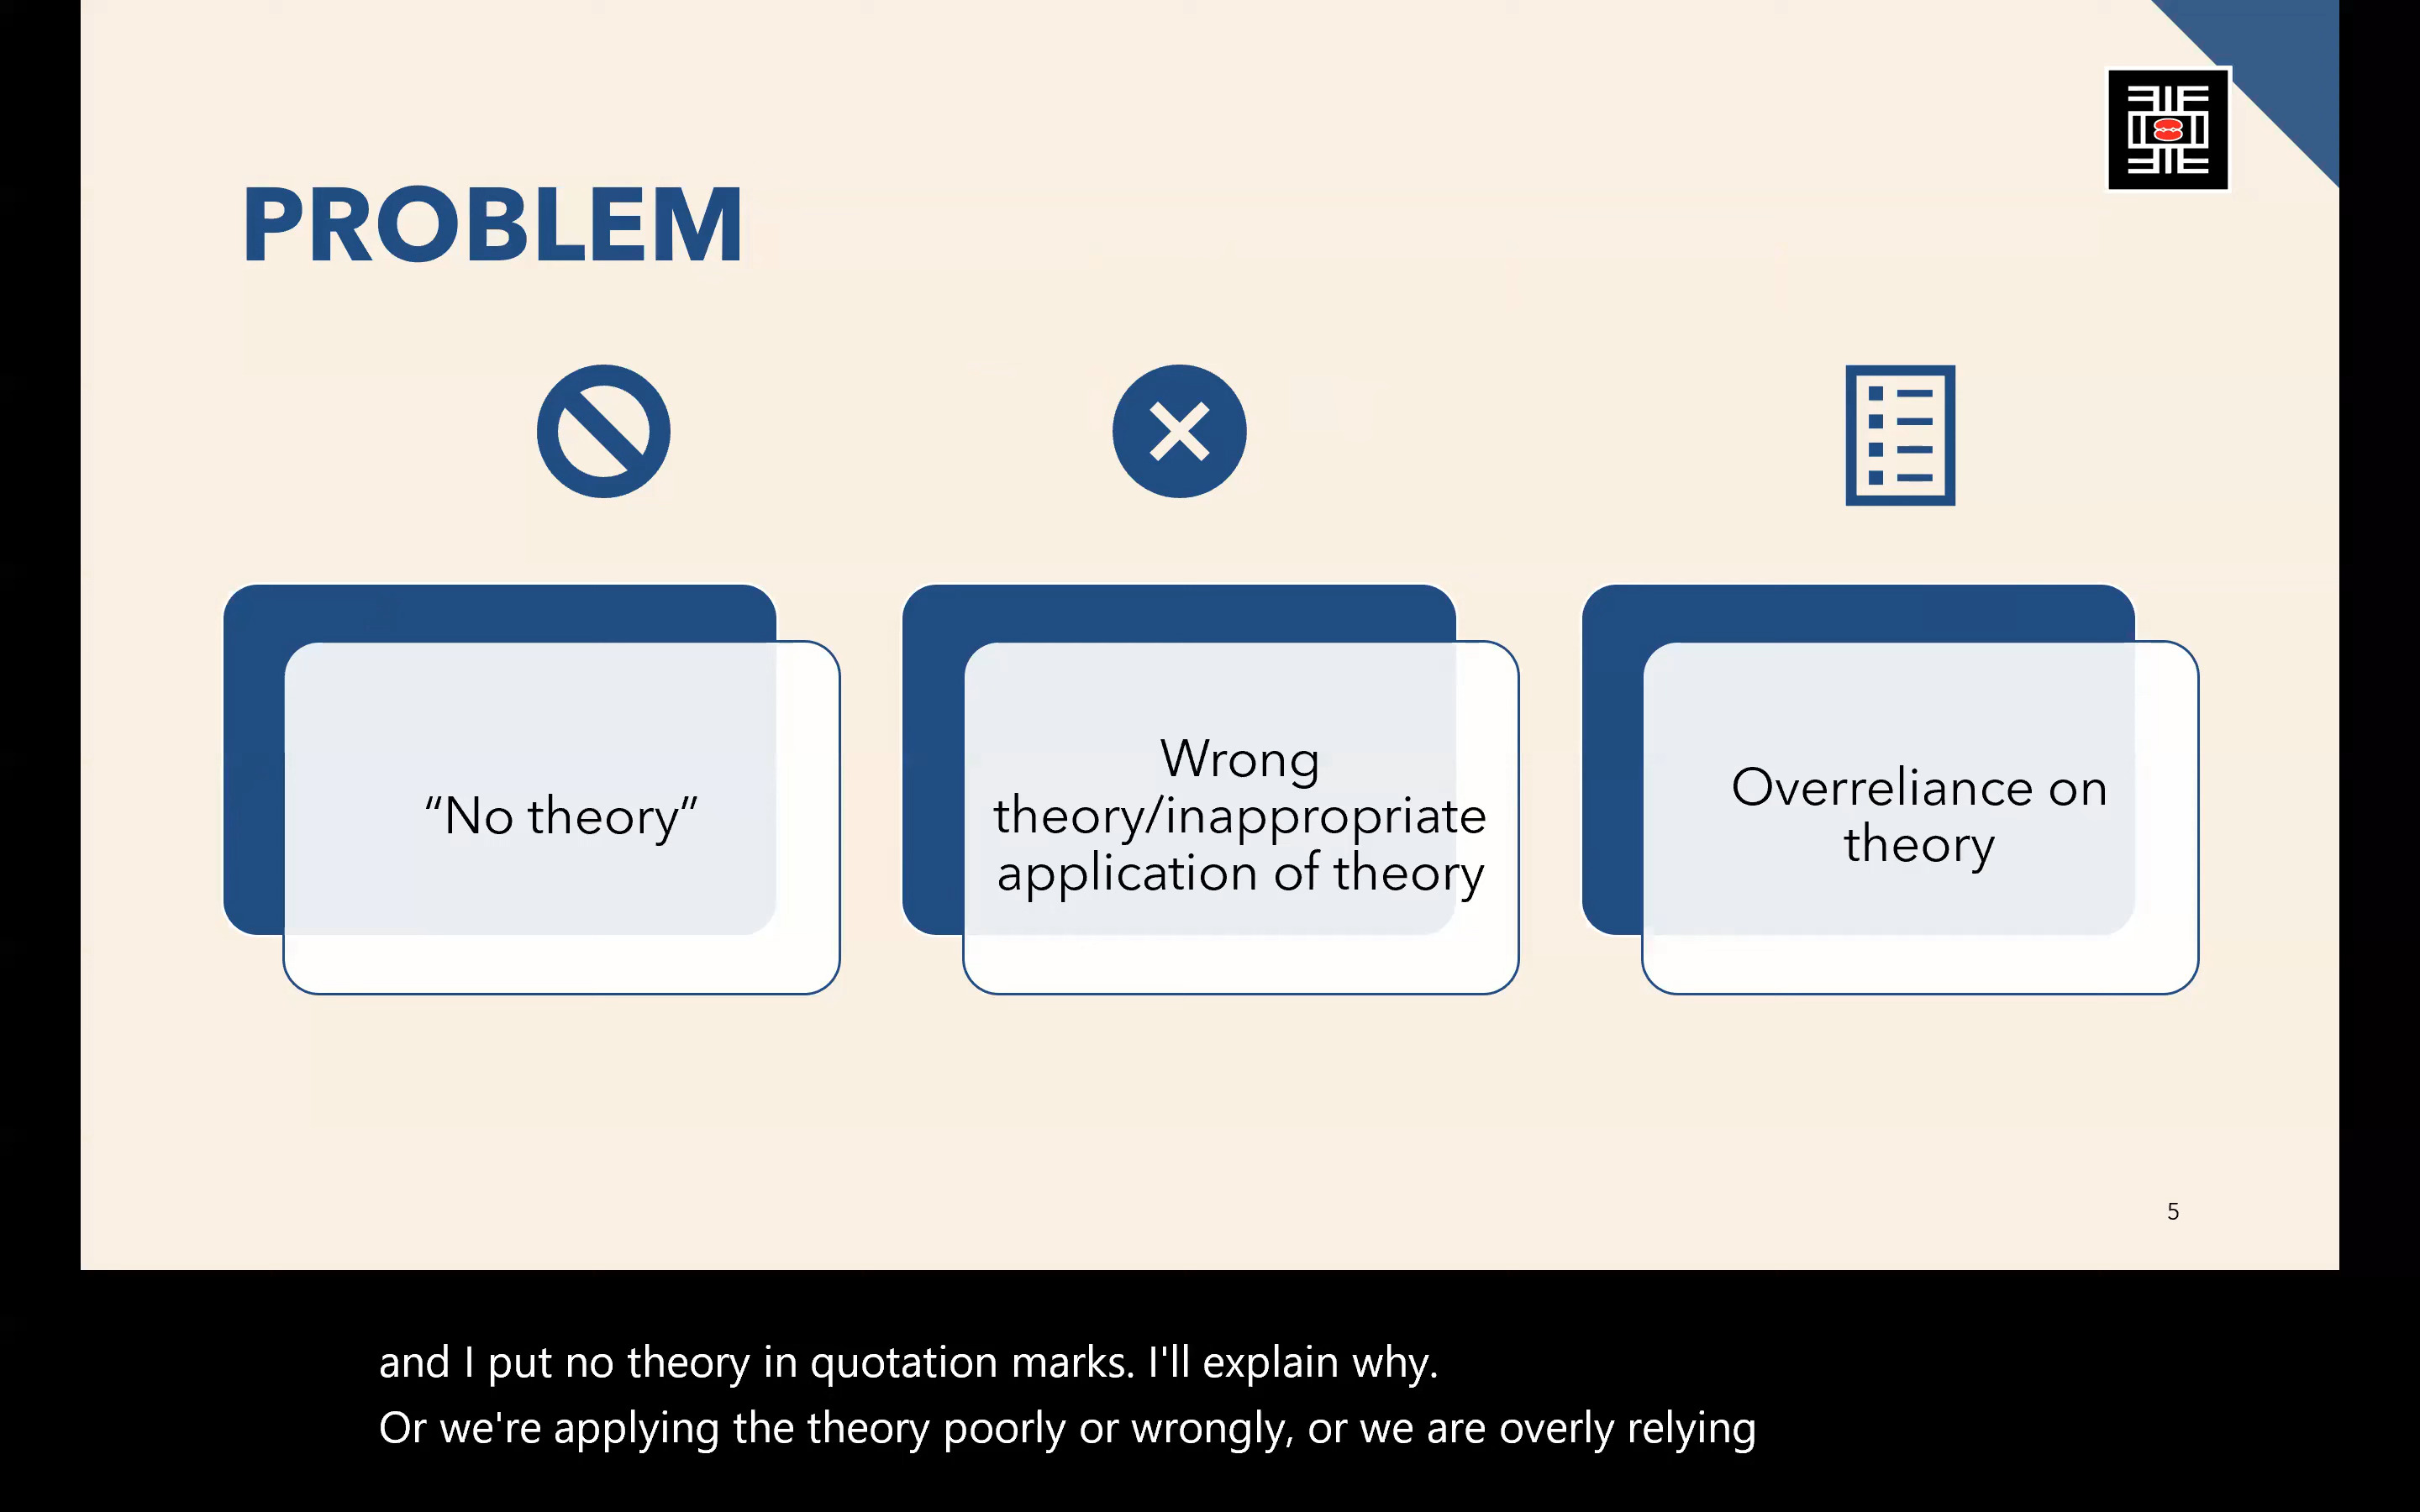 PROBLEM
“No theory”
Wrong
theory/inappropriate
application of theory
Overreliance on
theory
5
and I put no theory in quotation marks. I'll explain why.
Or we're applying the theory poorly or wrongly, or we are overly relying